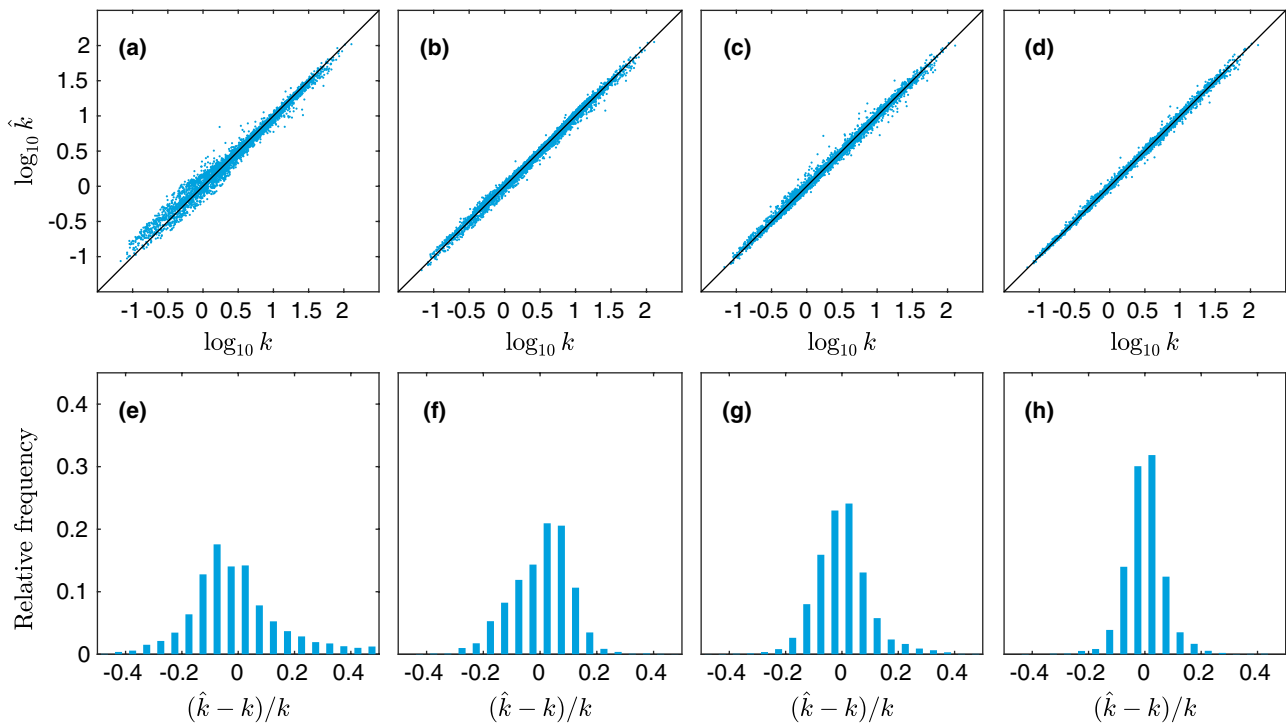 (a) (b) (c) (d)
2
1.5
1
0.5
0
-0.5
-1
log₁₀ k̂
-1 -0.5 0 0.5 1 1.5 2 -1 -0.5 0 0.5 1 1.5 2 -1 -0.5 0 0.5 1 1.5 2 -1 -0.5 0 0.5 1 1.5 2
log₁₀ k log₁₀ k log₁₀ k log₁₀ k
(e) (f) (g) (h)
0.4
0.3
0.2
0.1
0
Relative frequency
-0.4 -0.2 0 0.2 0.4 -0.4 -0.2 0 0.2 0.4 -0.4 -0.2 0 0.2 0.4 -0.4 -0.2 0 0.2 0.4
(k̂ − k)/k (k̂ − k)/k (k̂ − k)/k (k̂ − k)/k